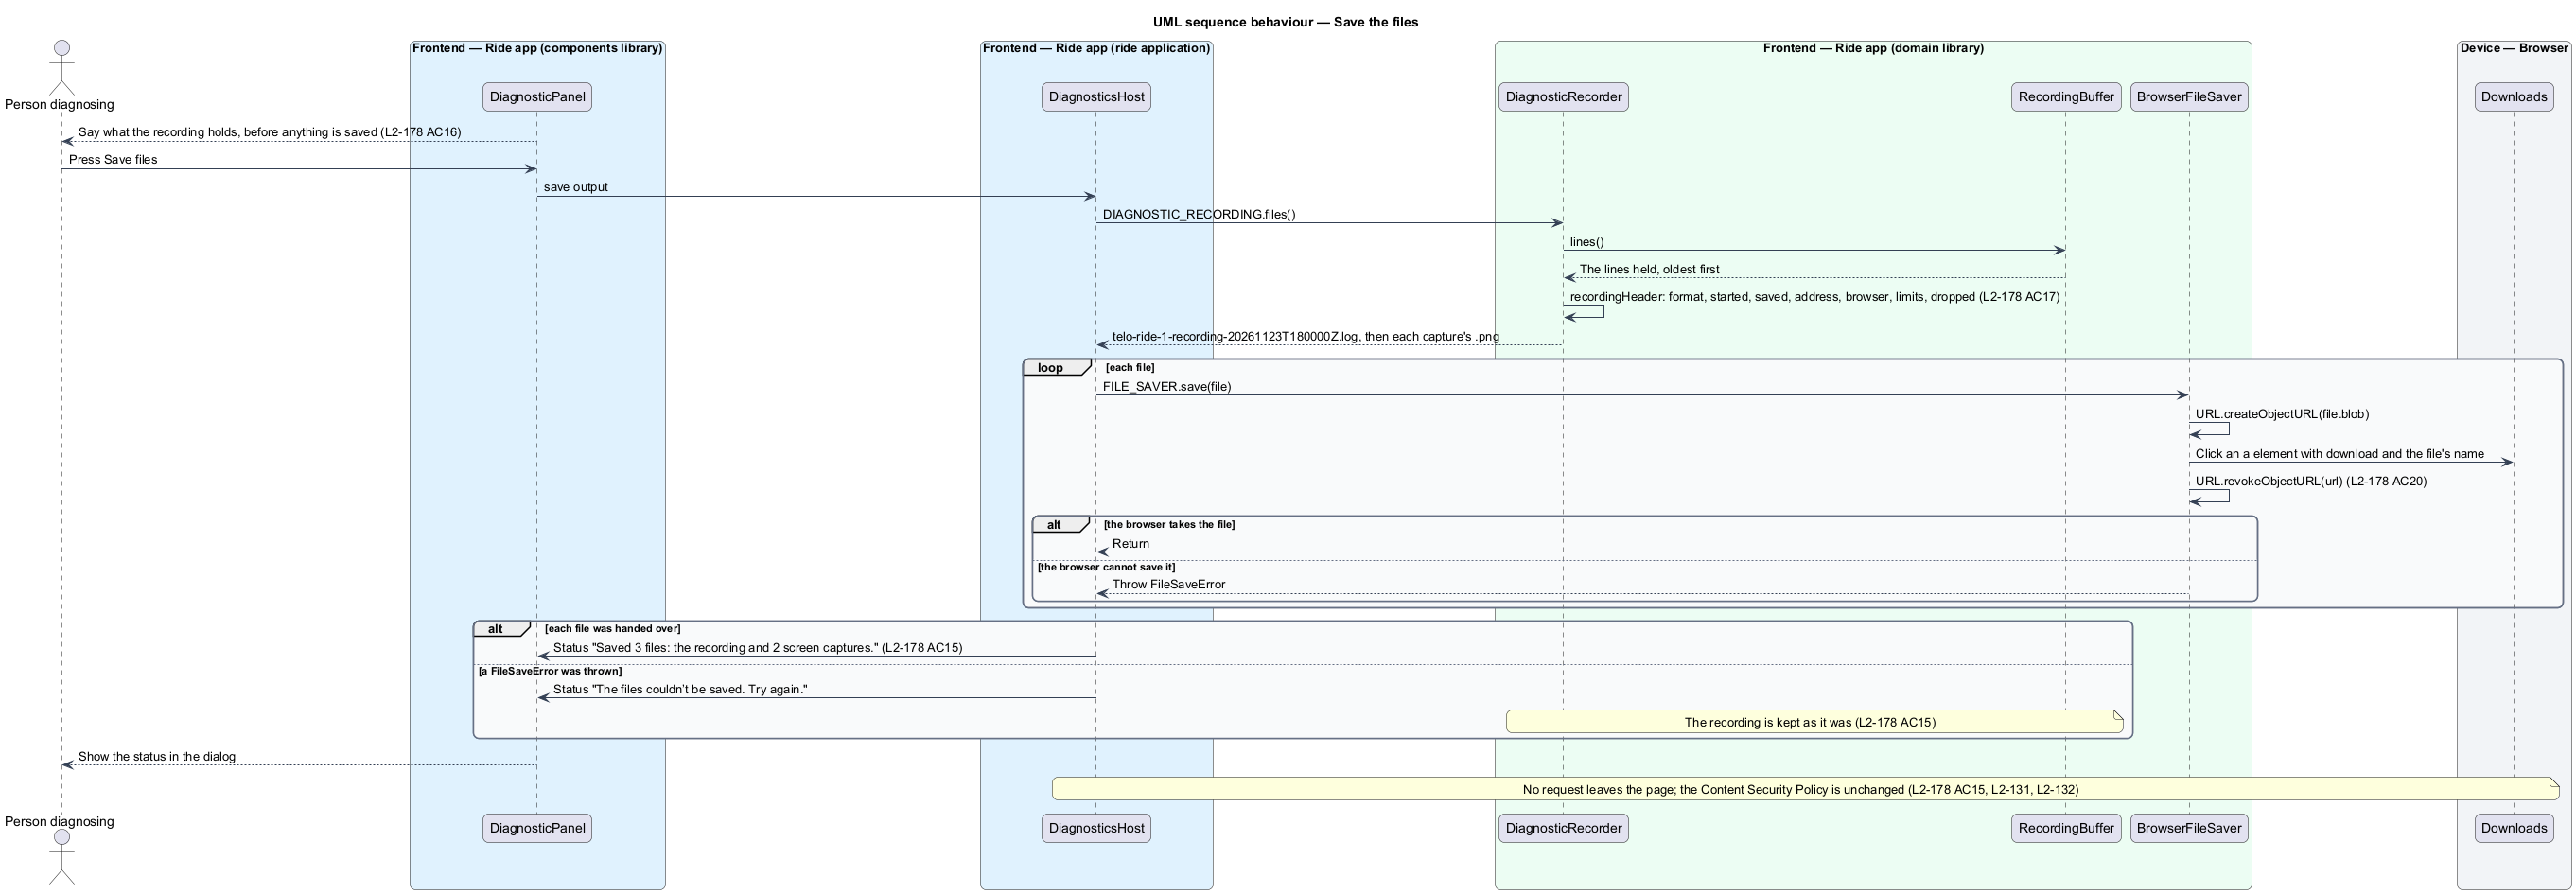 UML sequence behaviour — Save the files
Frontend — Ride app (components library)
Frontend — Ride app (ride application)
Frontend — Ride app (domain library)
Device — Browser
Person diagnosing
DiagnosticPanel
DiagnosticsHost
DiagnosticRecorder
RecordingBuffer
BrowserFileSaver
Downloads
Say what the recording holds, before anything is saved (L2-178 AC16)
Press Save files
save output
DIAGNOSTIC_RECORDING.files()
lines()
The lines held, oldest first
recordingHeader: format, started, saved, address, browser, limits, dropped (L2-178 AC17)
telo-ride-1-recording-20261123T180000Z.log, then each capture's .png
loop
[each file]
FILE_SAVER.save(file)
URL.createObjectURL(file.blob)
Click an a element with download and the file's name
URL.revokeObjectURL(url) (L2-178 AC20)
alt
[the browser takes the file]
Return
[the browser cannot save it]
Throw FileSaveError
alt
[each file was handed over]
Status "Saved 3 files: the recording and 2 screen captures." (L2-178 AC15)
[a FileSaveError was thrown]
Status "The files couldn’t be saved. Try again."
The recording is kept as it was (L2-178 AC15)
Show the status in the dialog
No request leaves the page; the Content Security Policy is unchanged (L2-178 AC15, L2-131, L2-132)
Person diagnosing
DiagnosticPanel
DiagnosticsHost
DiagnosticRecorder
RecordingBuffer
BrowserFileSaver
Downloads